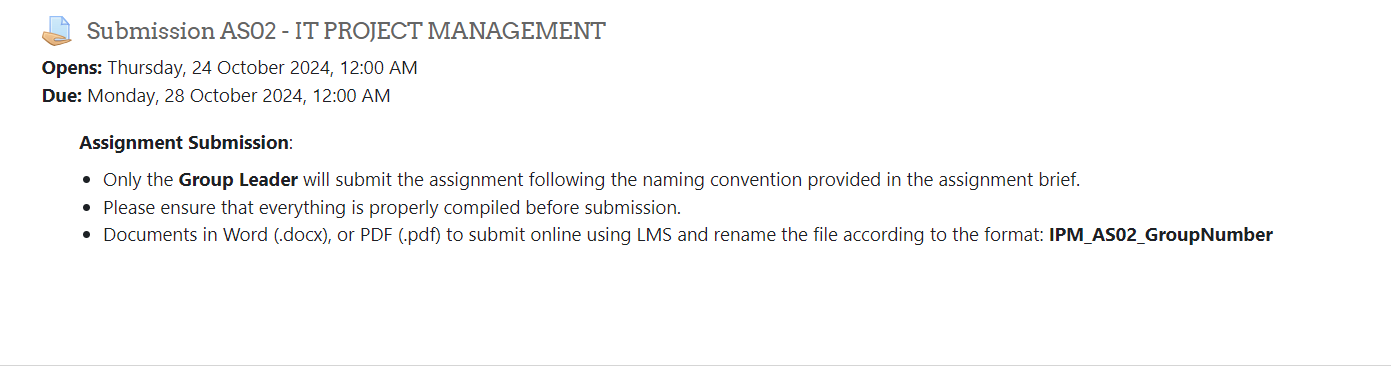 Submission AS02 - IT PROJECT MANAGEMENT
Opens: Thursday, 24 October 2024, 12:00 AM
Due: Monday, 28 October 2024, 12:00 AM
Assignment Submission:
• Only the Group Leader will submit the assignment following the naming convention provided in the assignment brief.
• Please ensure that everything is properly compiled before submission.
• Documents in Word (.docx), or PDF (.pdf) to submit online using LMS and rename the file according to the format: IPM_AS02_GroupNumber